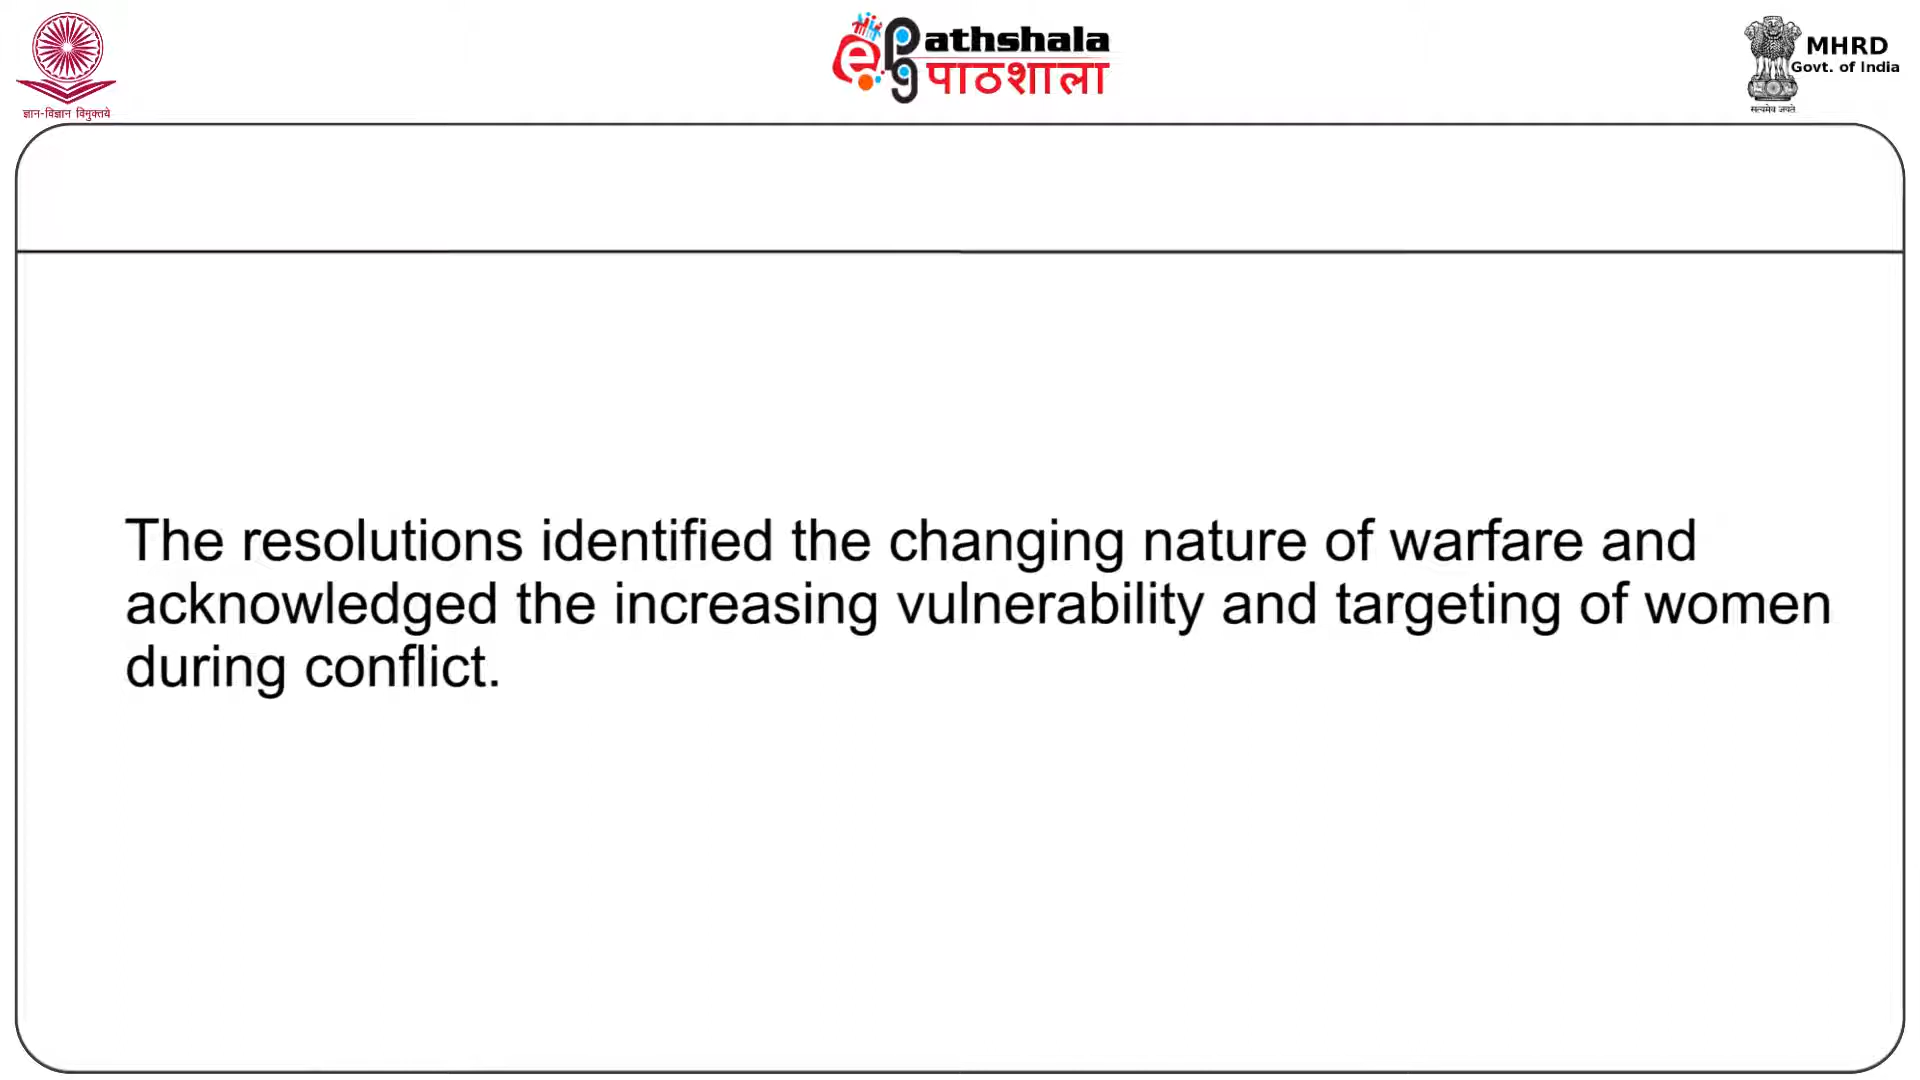 ज्ञान-विज्ञान विमुक्तये
ePathshala
पाठशाला
MHRD
Govt. of India
सत्यमेव जयते
The resolutions identified the changing nature of warfare and
acknowledged the increasing vulnerability and targeting of women
during conflict.